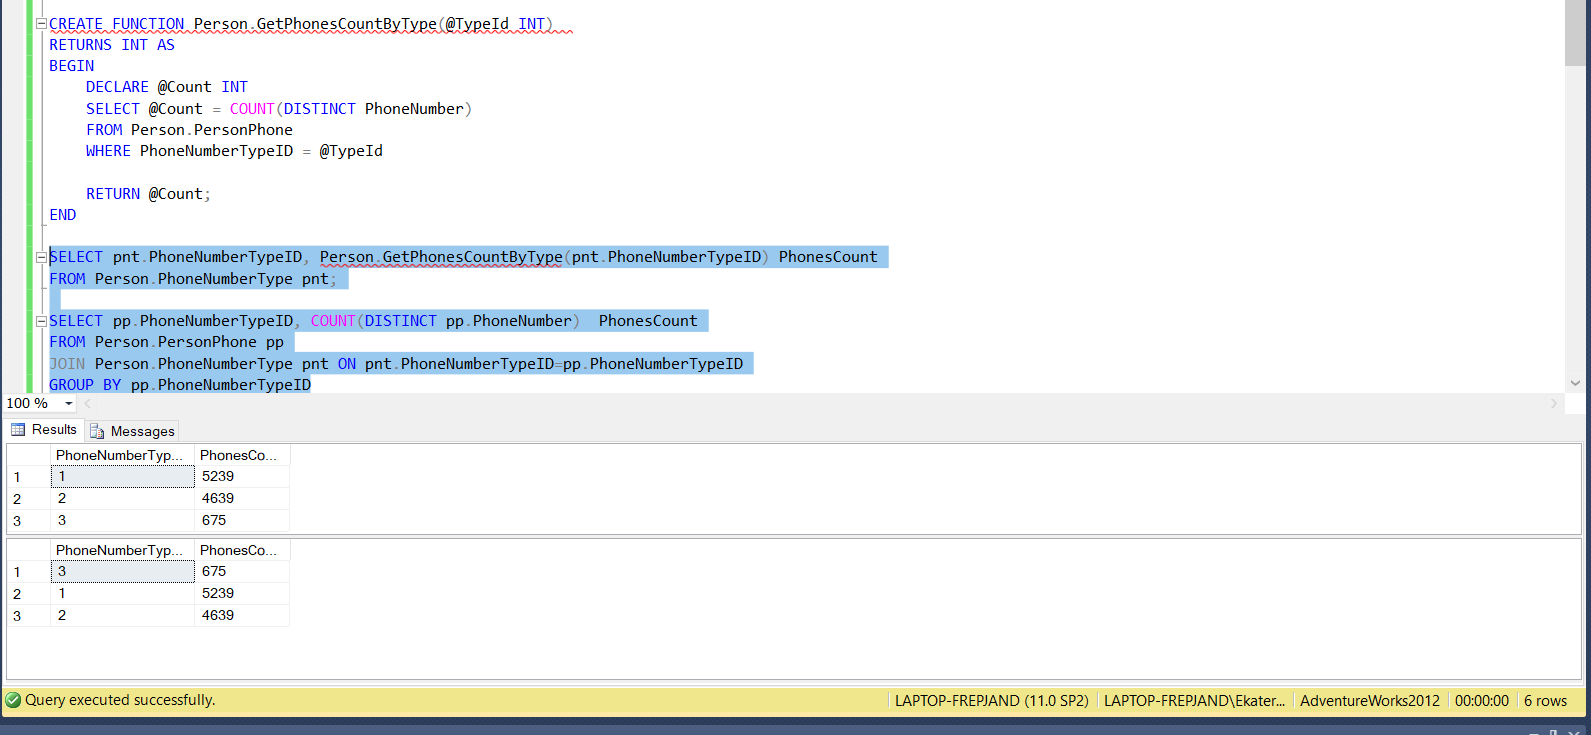 CREATE FUNCTION Person.GetPhonesCountByType(@TypeId INT)
RETURNS INT AS
BEGIN
DECLARE @Count INT
SELECT @Count = COUNT(DISTINCT PhoneNumber)
FROM Person.PersonPhone
WHERE PhoneNumberTypeID = @TypeId
RETURN @Count;
END
SELECT pnt.PhoneNumberTypeID, Person.GetPhonesCountByType(pnt.PhoneNumberTypeID) PhonesCount
FROM Person.PhoneNumberType pnt;
SELECT pp.PhoneNumberTypeID, COUNT(DISTINCT pp.PhoneNumber) PhonesCount
FROM Person.PersonPhone pp
JOIN Person.PhoneNumberType pnt ON pnt.PhoneNumberTypeID=pp.PhoneNumberTypeID
GROUP BY pp.PhoneNumberTypeID
100 %
Results Messages
PhoneNumberTyp... PhonesCo...
1 1 5239
2 2 4639
3 3 675
PhoneNumberTyp... PhonesCo...
1 3 675
2 1 5239
3 2 4639
Query executed successfully. LAPTOP-FREPJAND (11.0 SP2) LAPTOP-FREPJAND\Ekater... AdventureWorks2012 00:00:00 6 rows